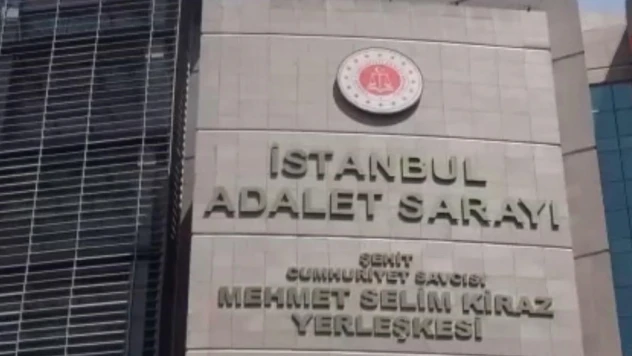 İSTANBUL
ADALET SARAYI
ŞEHİT
CUMHURİYET SAVCISI
MEHMET SELİM KİRAZ
YERLEŞKESİ